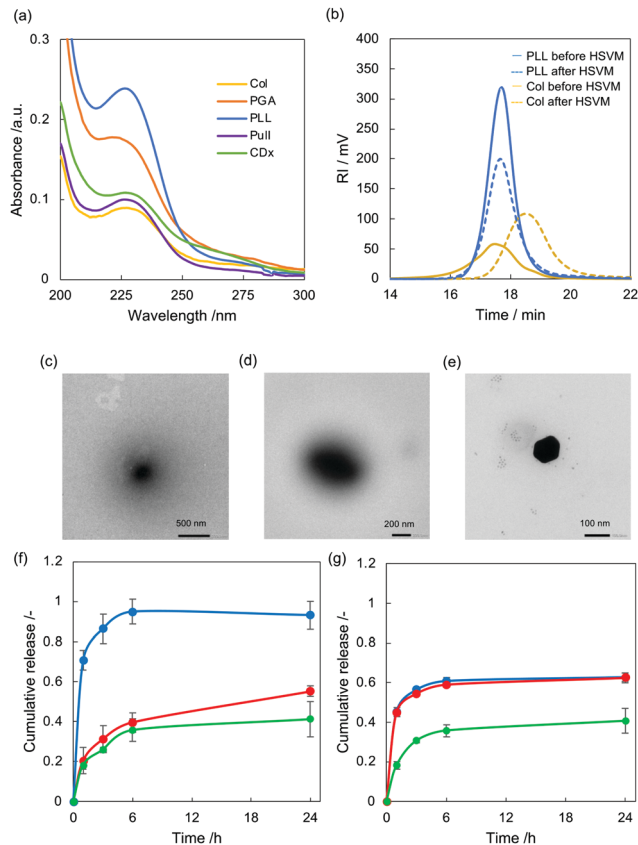 (a)
0.3
0.2
0.1
0
200
225
250
275
300
Absorbance /a.u.
Wavelength /nm
Col
PGA
PLL
Pull
CDx
(b)
400
350
300
250
200
150
100
50
0
14
16
18
20
22
RI / mV
Time / min
PLL before HSVM
PLL after HSVM
Col before HSVM
Col after HSVM
(c)
500 nm
(d)
200 nm
(e)
100 nm
(f)
1.2
1
0.8
0.6
0.4
0.2
0
0
6
12
18
24
Cumulative release /-
Time /h
(g)
1.2
1
0.8
0.6
0.4
0.2
0
0
6
12
18
24
Cumulative release /-
Time /h